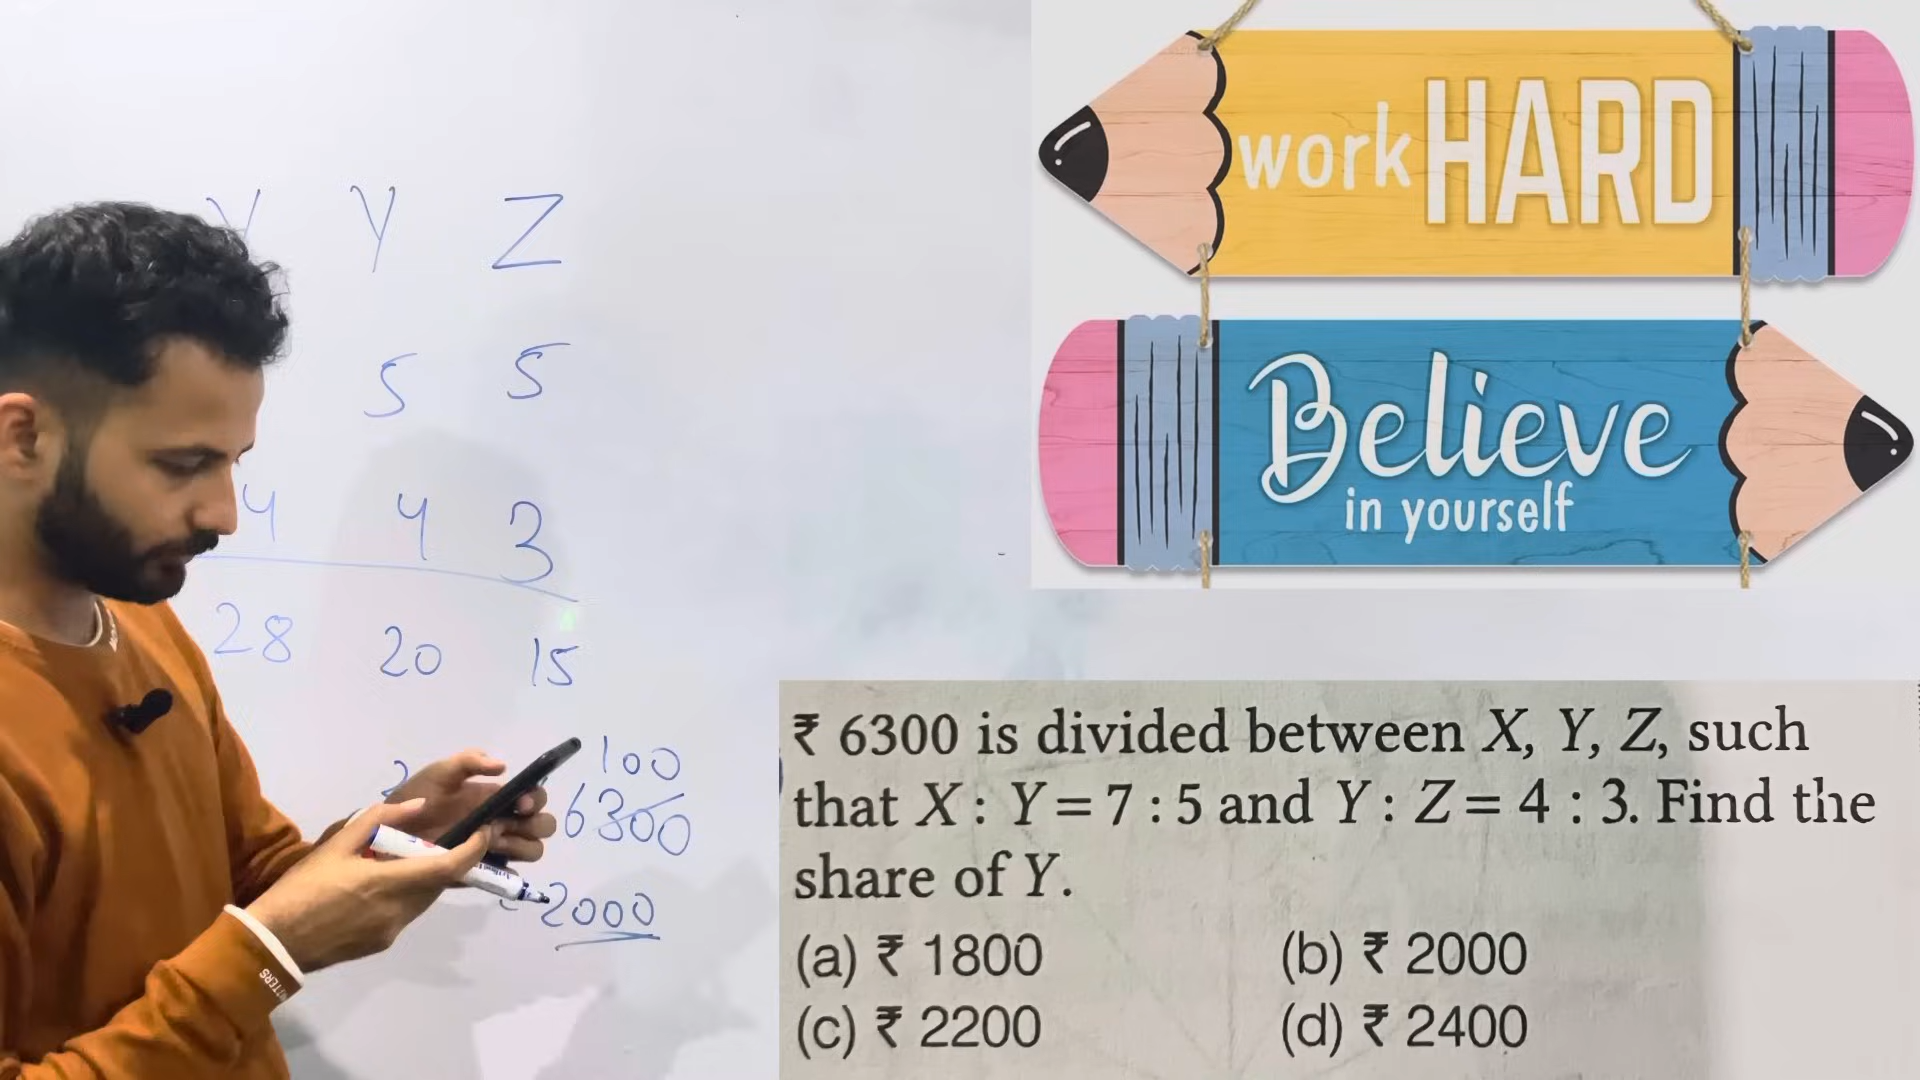 work HARD
Believe
in yourself
Y Z
5 5
4 4 3
28 20 15
100
6300
2000
₹ 6300 is divided between X, Y, Z, such
that X : Y = 7 : 5 and Y : Z = 4 : 3. Find the
share of Y.
(a) ₹ 1800 (b) ₹ 2000
(c) ₹ 2200 (d) ₹ 2400